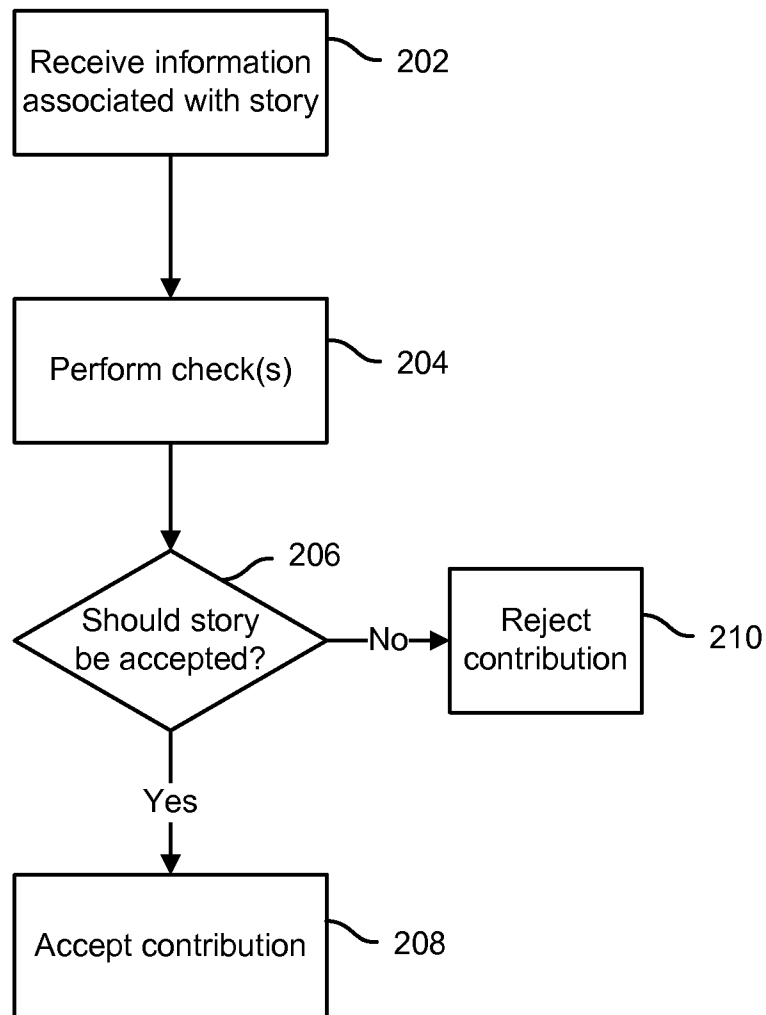 Receive information
associated with story
202
Perform check(s)
204
206
Should story
be accepted?
No
Reject
contribution
210
Yes
Accept contribution
208